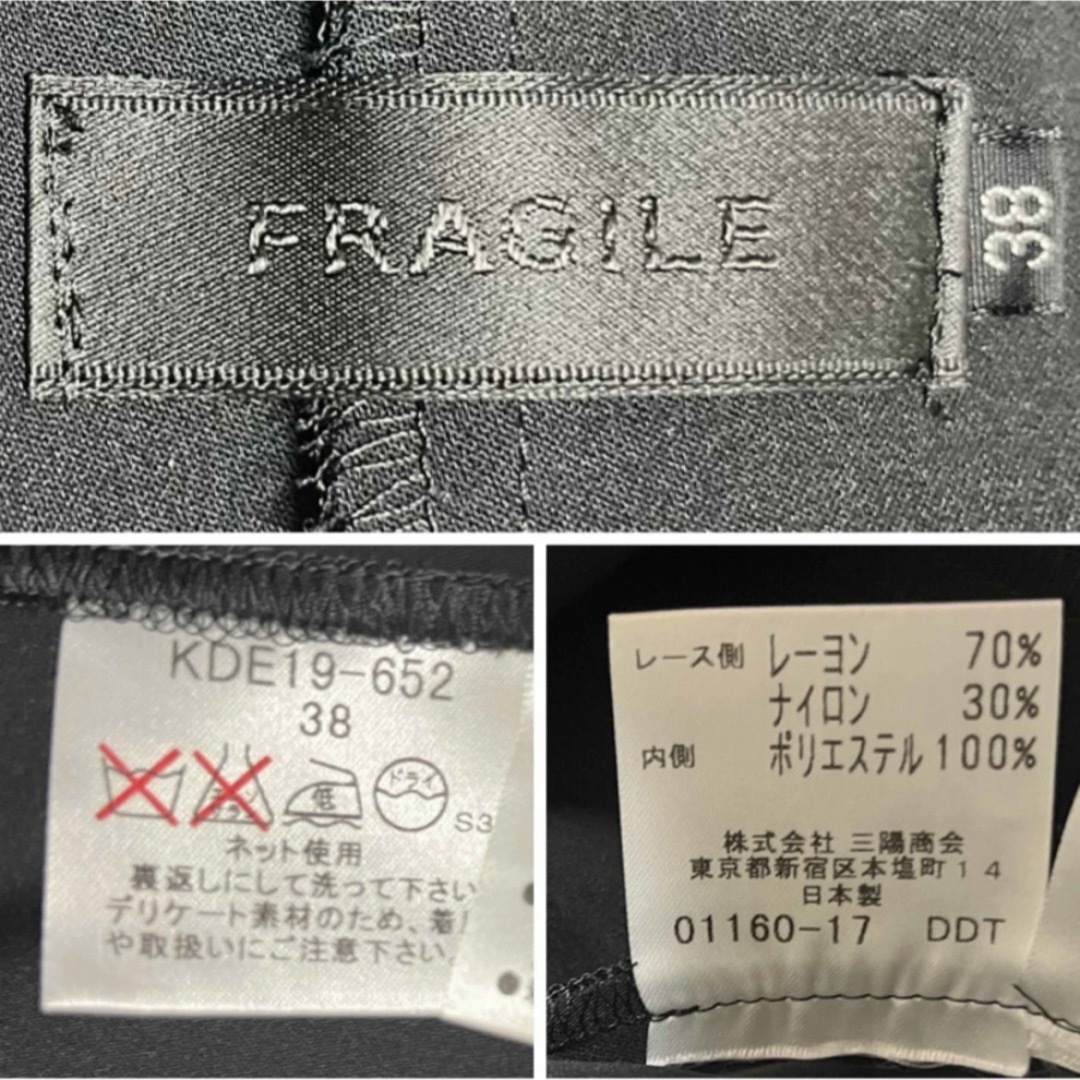 FRAGILE
38
KDE19-652
38
低 ドライ
S3
ネット使用
裏返しにして洗って下さい
デリケート素材のため、着
や取扱いにご注意下さい。
レース側 レーヨン 70%
ナイロン 30%
内側 ポリエステル 100%
株式会社 三陽商会
東京都新宿区本塩町14
日本製
01160-17 DDT